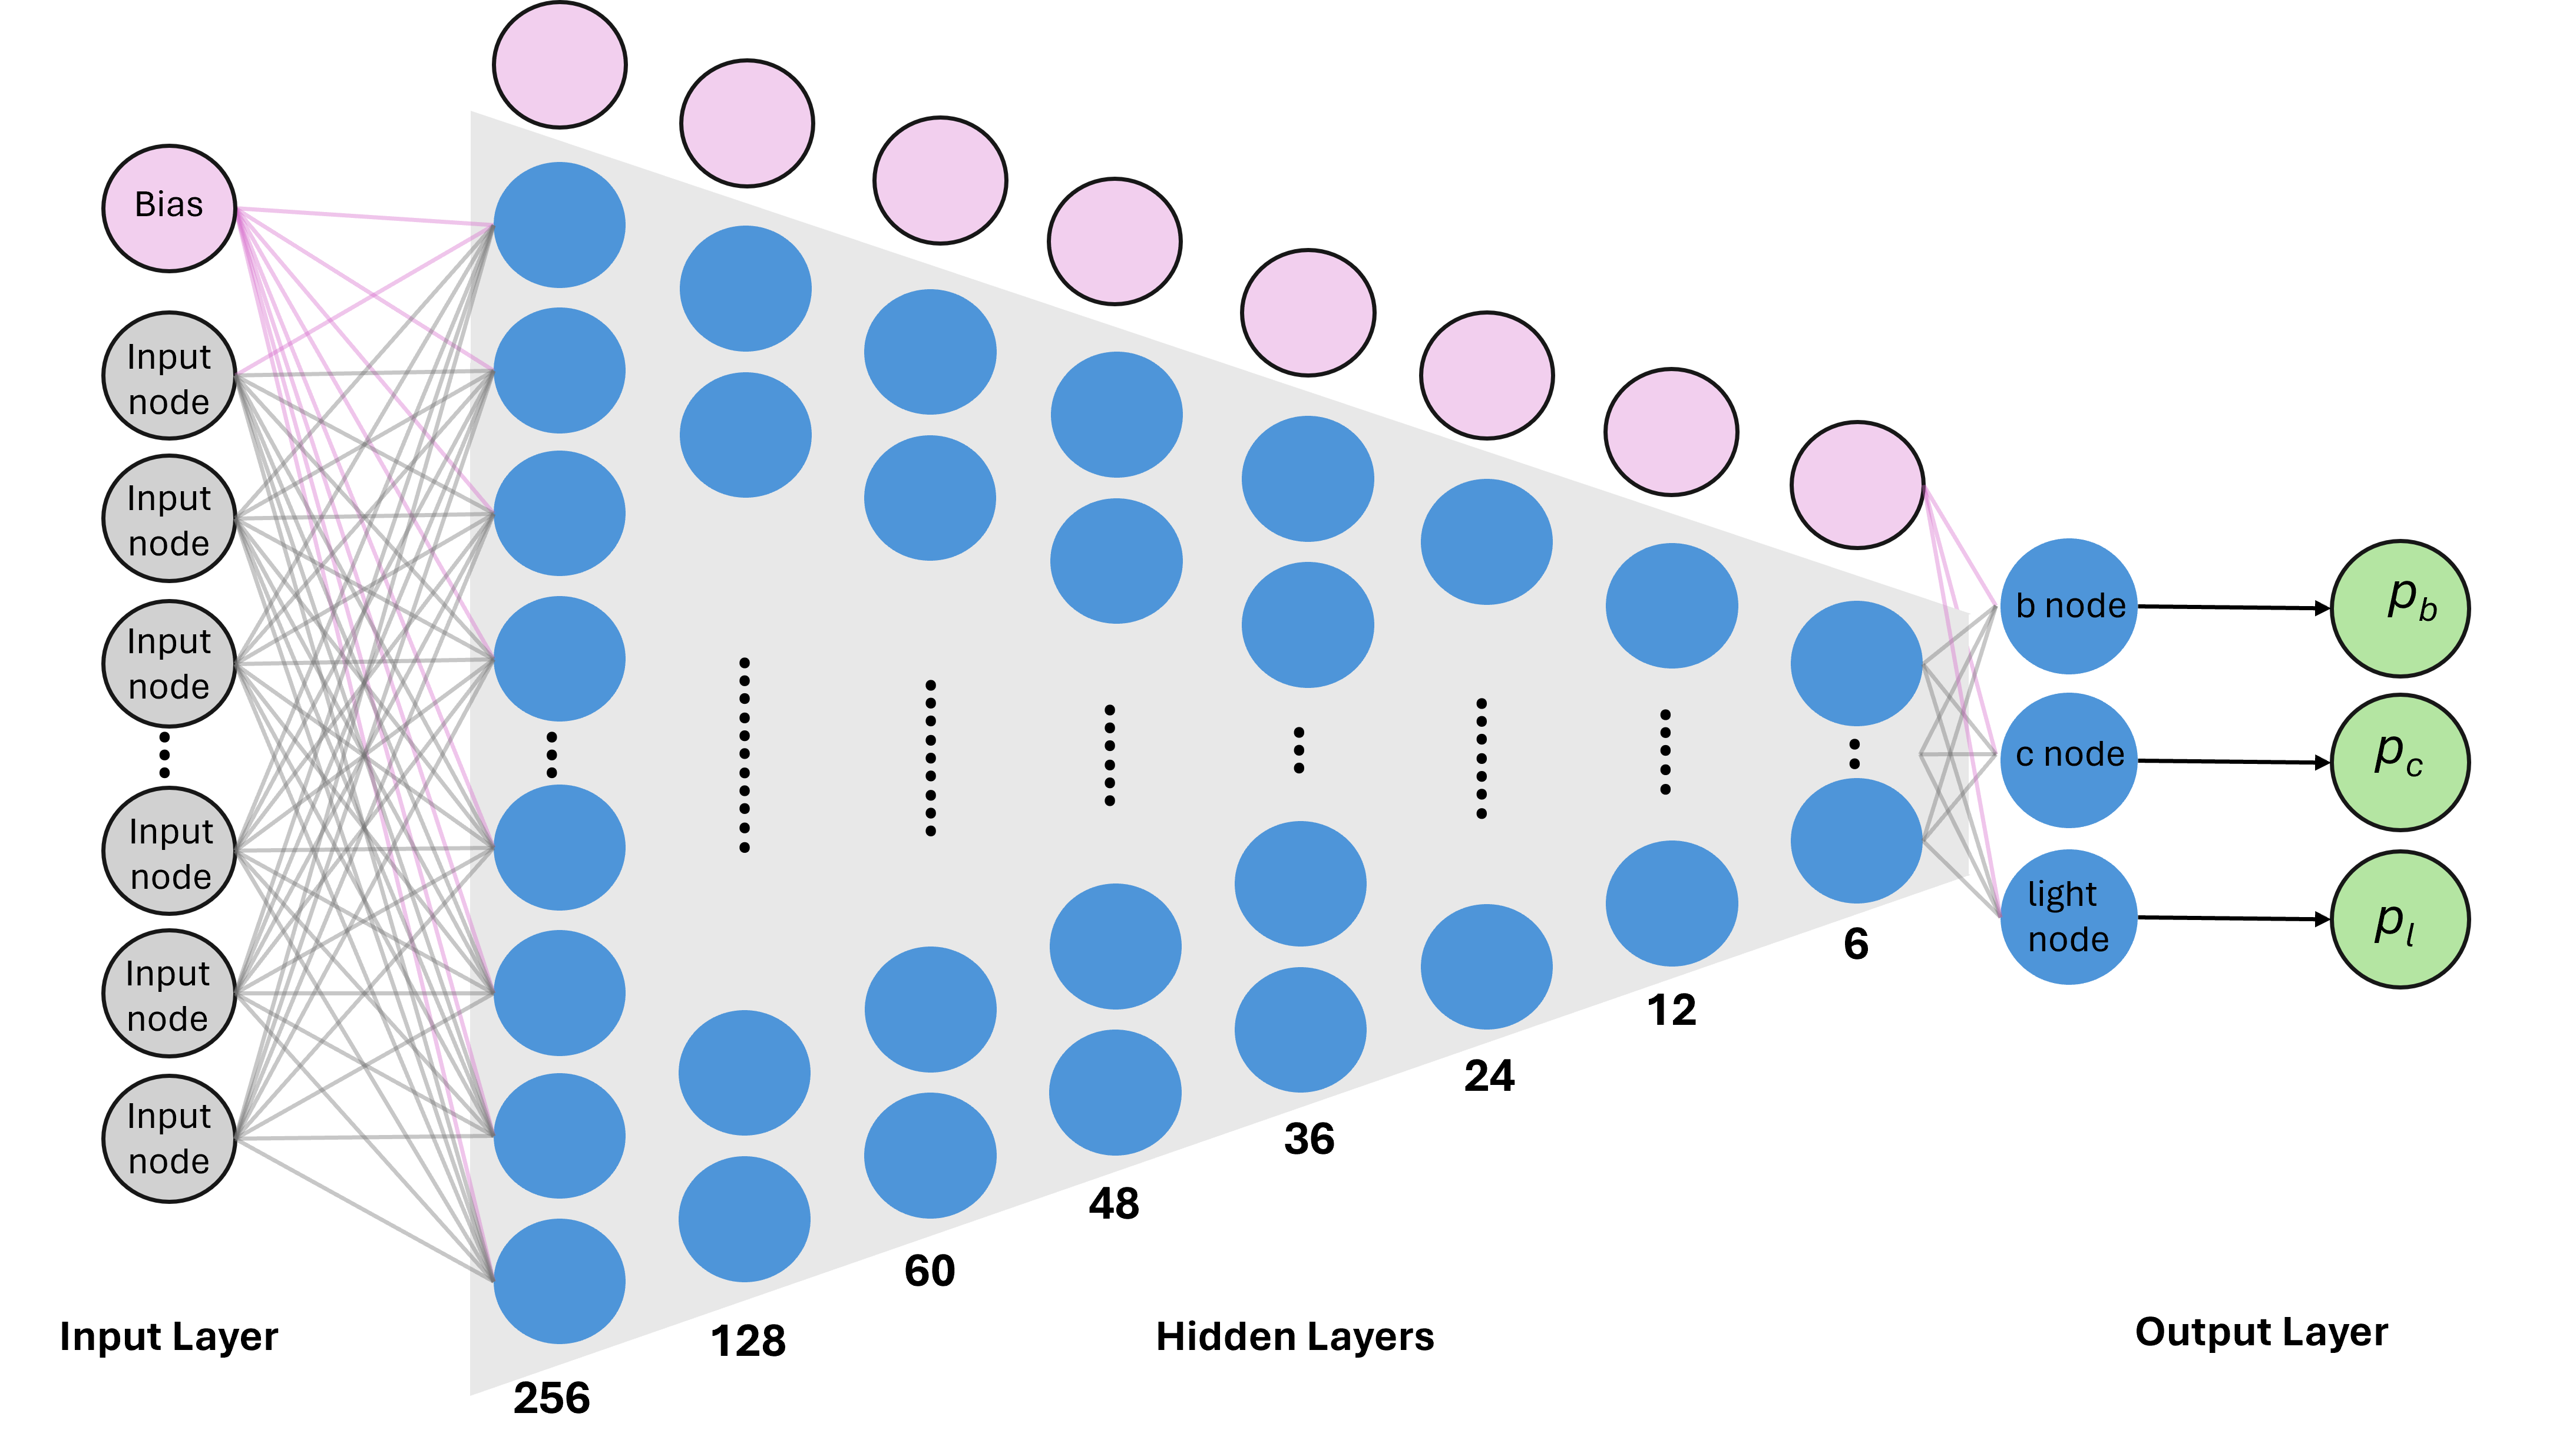 Bias
Input
node
Input
node
Input
node
Input
node
Input
node
Input
node
256
128
60
48
36
24
12
6
b node
c node
light
node
p_b
p_c
p_l
Input Layer
Hidden Layers
Output Layer